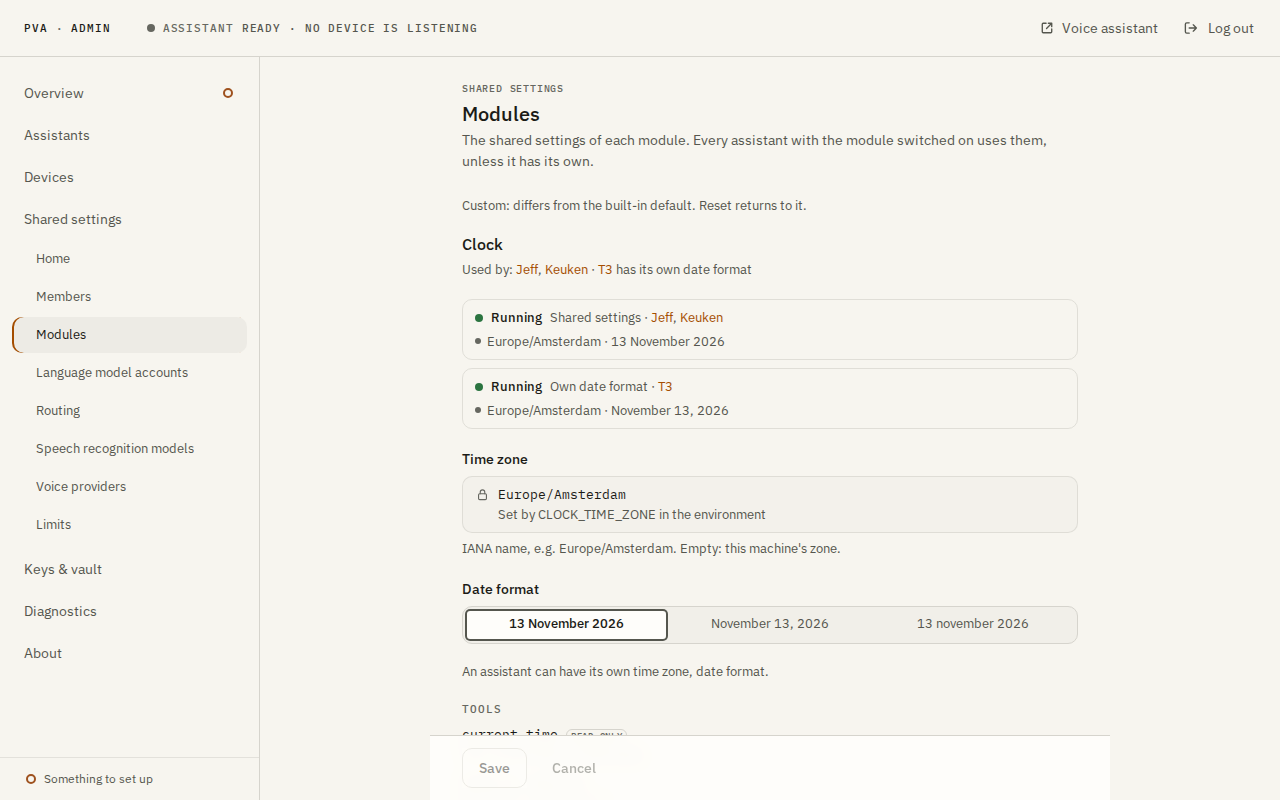 PVA · ADMIN
ASSISTANT READY · NO DEVICE IS LISTENING
Voice assistant
Log out
Overview
Assistants
Devices
Shared settings
Home
Members
Modules
Language model accounts
Routing
Speech recognition models
Voice providers
Limits
Keys & vault
Diagnostics
About
Something to set up
SHARED SETTINGS
Modules
The shared settings of each module. Every assistant with the module switched on uses them,
unless it has its own.
Custom: differs from the built-in default. Reset returns to it.
Clock
Used by: Jeff, Keuken · T3 has its own date format
Running Shared settings · Jeff, Keuken
Europe/Amsterdam · 13 November 2026
Running Own date format · T3
Europe/Amsterdam · November 13, 2026
Time zone
Europe/Amsterdam
Set by CLOCK_TIME_ZONE in the environment
IANA name, e.g. Europe/Amsterdam. Empty: this machine's zone.
Date format
13 November 2026
November 13, 2026
13 november 2026
An assistant can have its own time zone, date format.
TOOLS
current_time READ-ONLY
Save
Cancel